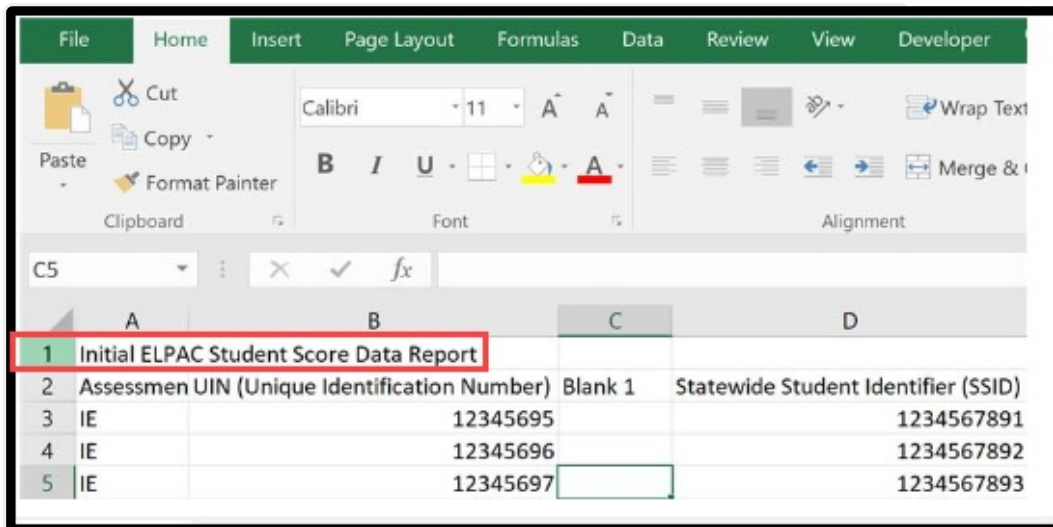 File Home Insert Page Layout Formulas Data Review View Developer
Cut
Calibri 11 A A Wrap Text
Copy
Paste
B I U A Merge &
Format Painter
Clipboard Font Alignment
C5 fx
A B C D
1 Initial ELPAC Student Score Data Report
2 Assessmen UIN (Unique Identification Number) Blank 1 Statewide Student Identifier (SSID)
3 IE 12345695 1234567891
4 IE 12345696 1234567892
5 IE 12345697 1234567893